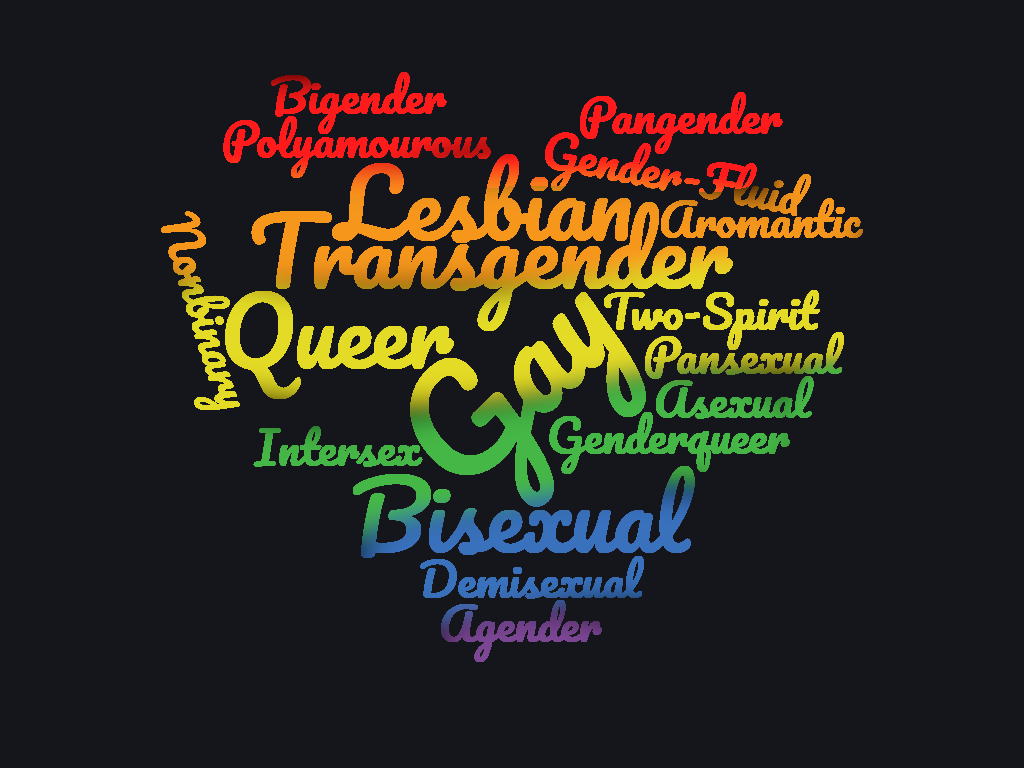 Bigender
Pangender
Polyamourous
Gender-Fluid
Lesbian
Aromantic
Transgender
Nonbinary
Two-Spirit
Queer
Gay
Pansexual
Asexual
Genderqueer
Intersex
Bisexual
Demisexual
Agender